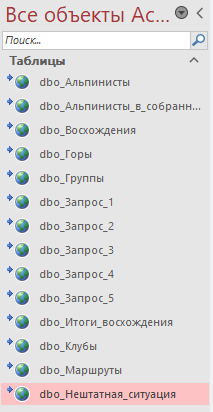 Все объекты Ac...
Поиск...
Таблицы
dbo_Альпинисты
dbo_Альпинисты_в_собранн...
dbo_Восхождения
dbo_Горы
dbo_Группы
dbo_Запрос_1
dbo_Запрос_2
dbo_Запрос_3
dbo_Запрос_4
dbo_Запрос_5
dbo_Итоги_восхождения
dbo_Клубы
dbo_Маршруты
dbo_Нештатная_ситуация